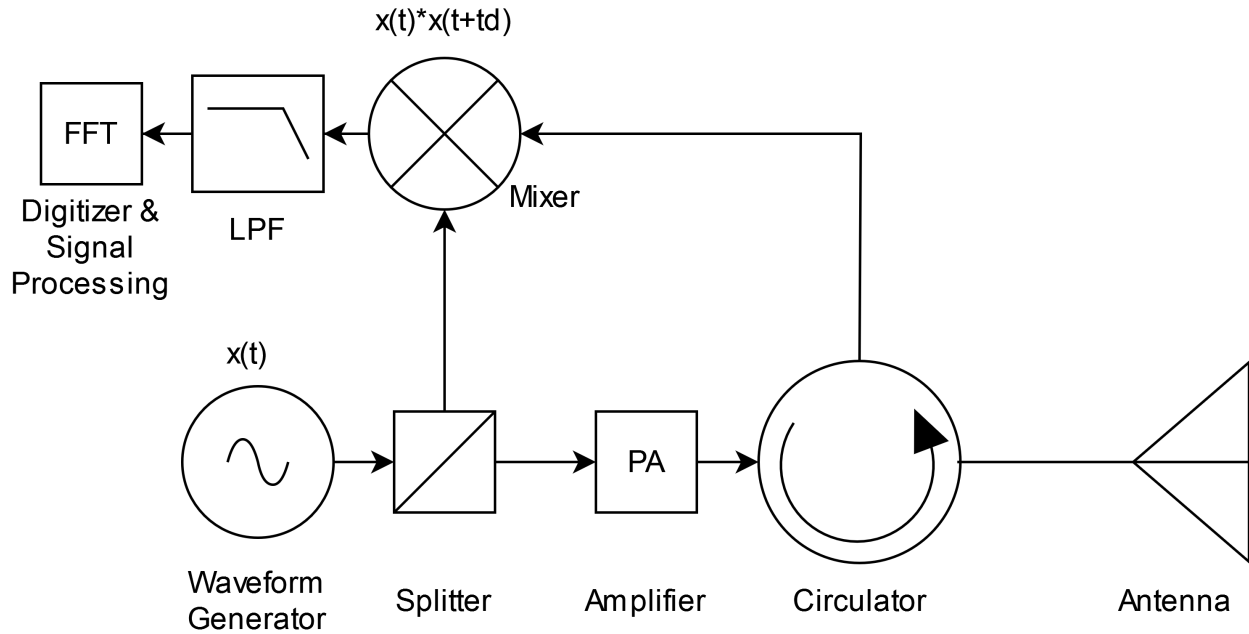 x(t)*x(t+td)
FFT
Mixer
Digitizer &
Signal
Processing
LPF
x(t)
PA
Waveform
Generator
Splitter
Amplifier
Circulator
Antenna